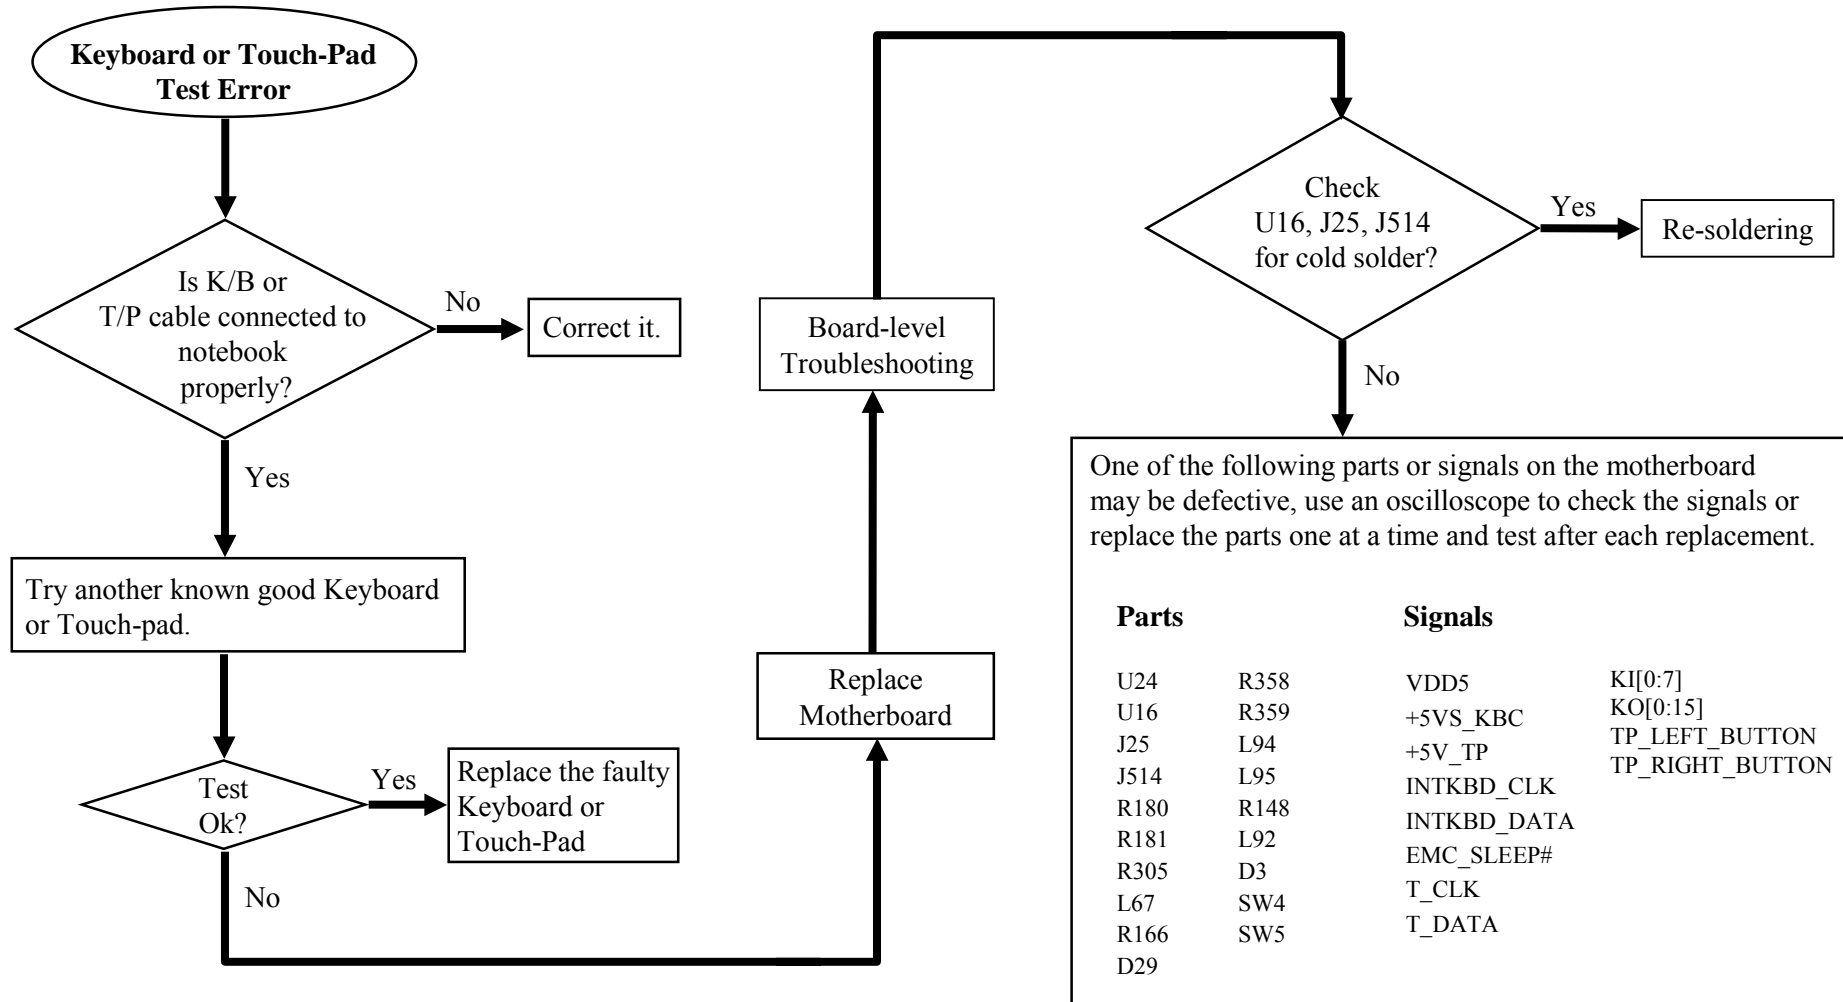 Keyboard or Touch-Pad
Test Error
Is K/B or
T/P cable connected to
notebook
properly?
No
Correct it.
Yes
Try another known good Keyboard
or Touch-pad.
Test
Ok?
Yes
Replace the faulty
Keyboard or
Touch-Pad
No
Replace
Motherboard
Board-level
Troubleshooting
Check
U16, J25, J514
for cold solder?
Yes
Re-soldering
No
One of the following parts or signals on the motherboard
may be defective, use an oscilloscope to check the signals or
replace the parts one at a time and test after each replacement.
Parts
U24
U16
J25
J514
R180
R181
R305
L67
R166
D29
R358
R359
L94
L95
R148
L92
D3
SW4
SW5
Signals
VDD5
+5VS_KBC
+5V_TP
INTKBD_CLK
INTKBD_DATA
EMC_SLEEP#
T_CLK
T_DATA
KI[0:7]
KO[0:15]
TP_LEFT_BUTTON
TP_RIGHT_BUTTON